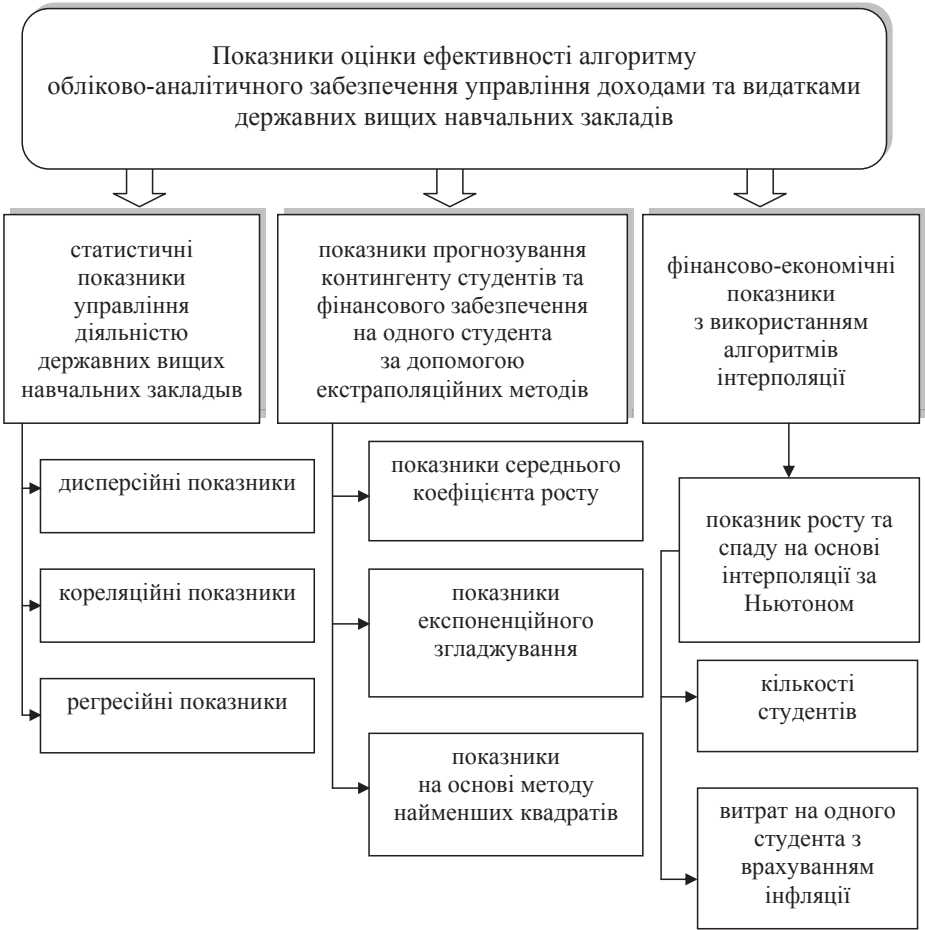 Показники оцінки ефективності алгоритму
обліково-аналітичного забезпечення управління доходами та видатками
державних вищих навчальних закладів
статистичні
показники
управління
діяльністю
державних вищих
навчальних закладыв
показники прогнозування
контингенту студентів та
фінансового забезпечення
на одного студента
за допомогою
екстраполяційних методів
фінансово-економічні
показники
з використанням
алгоритмів
інтерполяції
дисперсійні показники
кореляційні показники
регресійні показники
показники середнього
коефіцієнта росту
показники
експоненційного
згладжування
показники
на основі методу
найменших квадратів
показник росту та
спаду на основі
інтерполяції за
Ньютоном
кількості
студентів
витрат на одного
студента з
врахуванням
інфляції